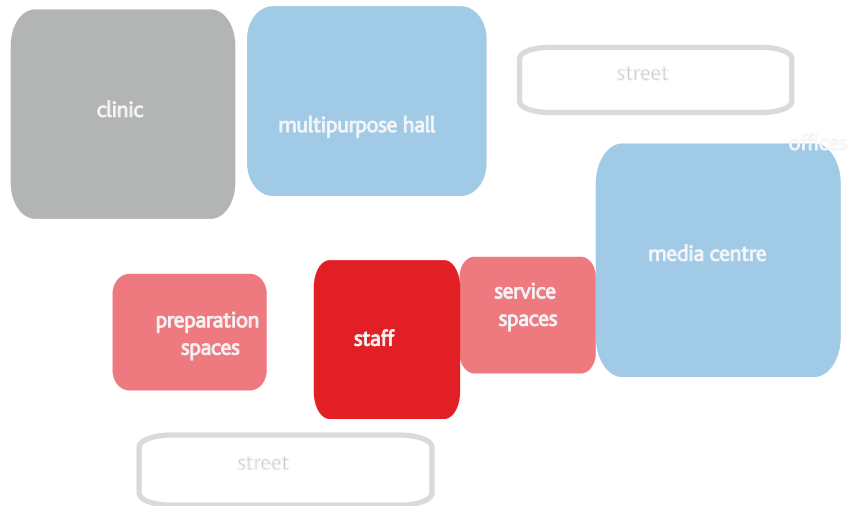 clinic
multipurpose hall
street
offices
media centre
preparation
spaces
staff
service
spaces
street